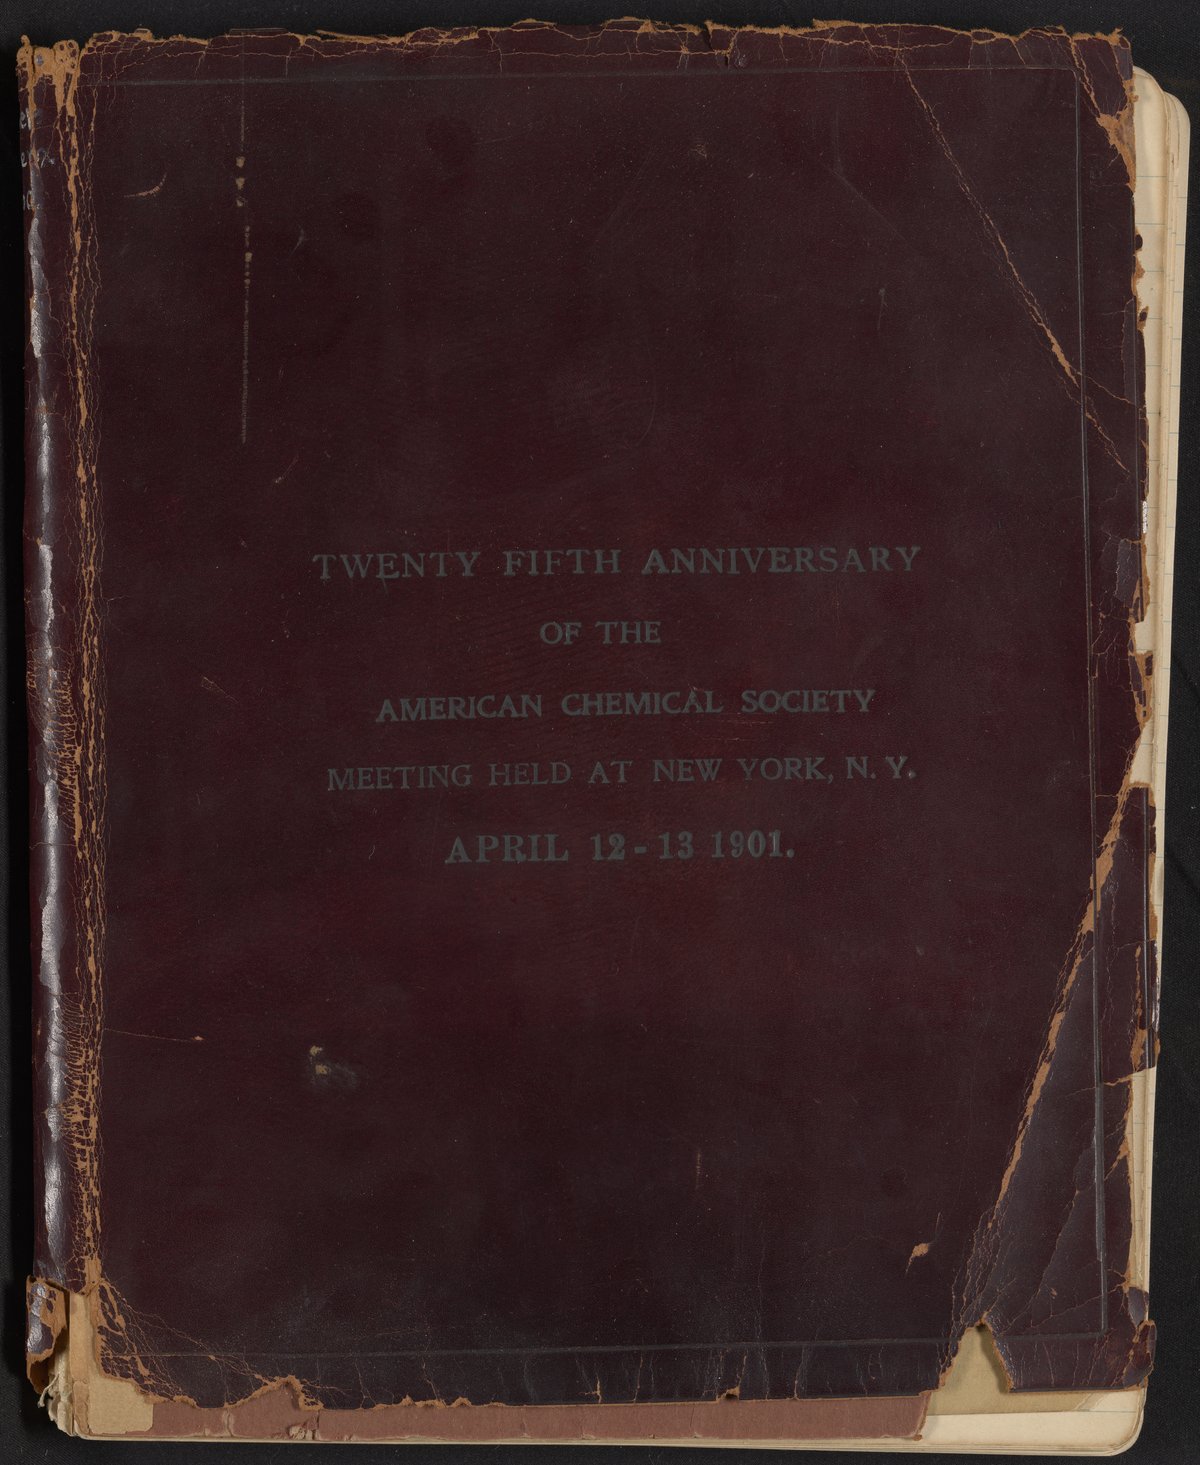 TWENTY FIFTH ANNIVERSARY
OF THE
AMERICAN CHEMICAL SOCIETY
MEETING HELD AT NEW YORK, N. Y.
APRIL 12-13 1901.